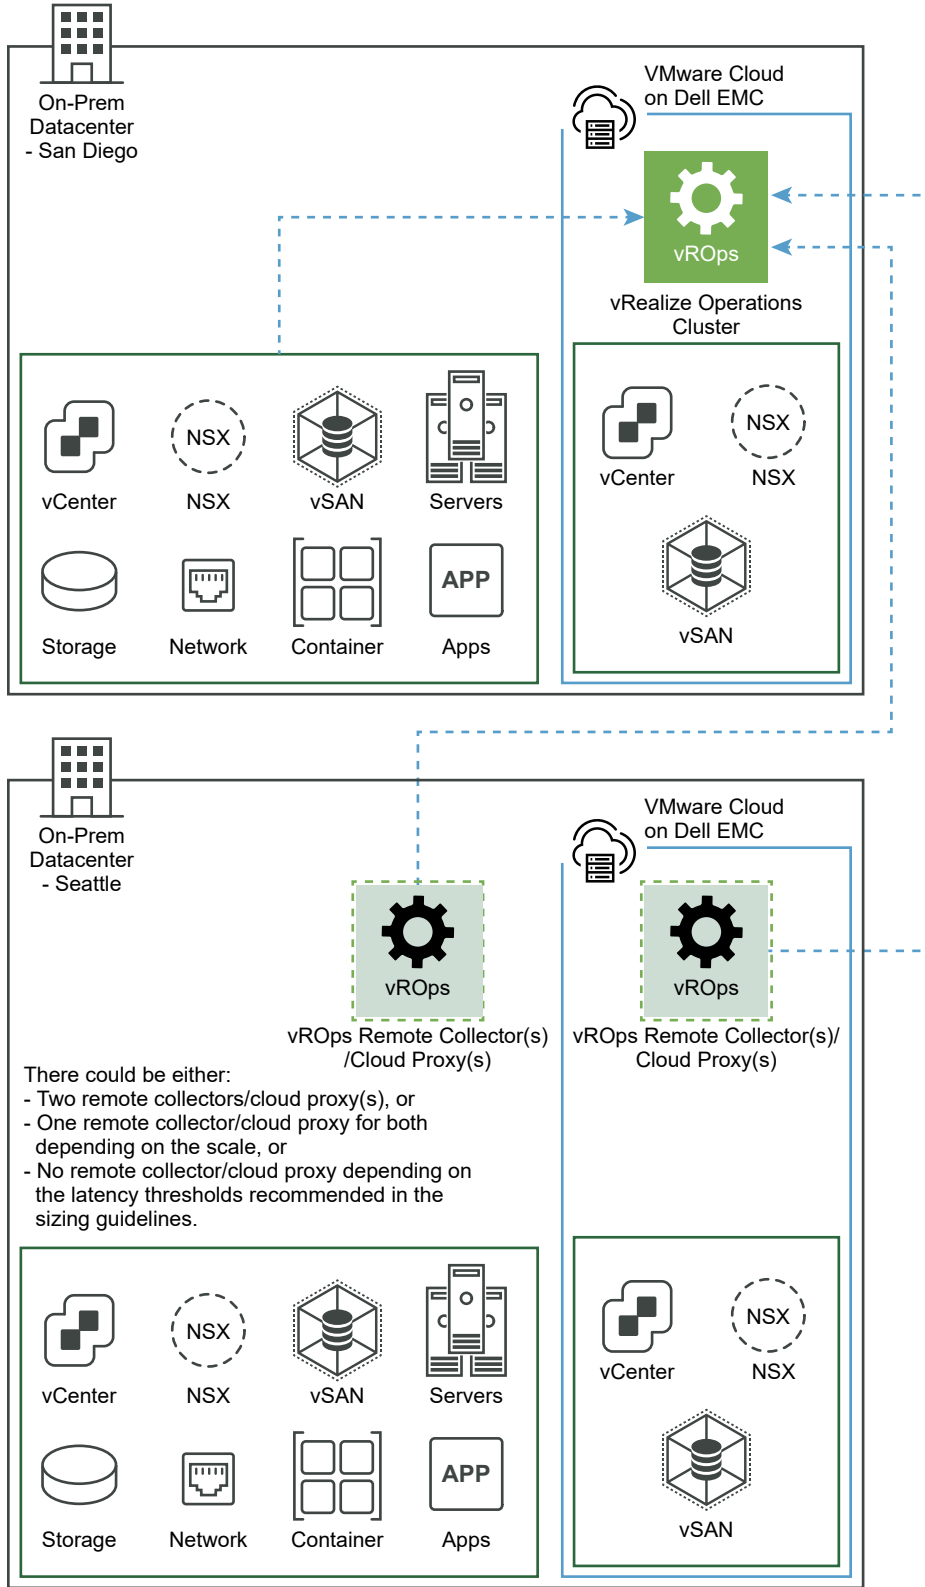 On-Prem
Datacenter
- San Diego
VMware Cloud
on Dell EMC
vROps
vRealize Operations
Cluster
NSX
vCenter
NSX
vSAN
Servers
APP
Storage
Network
Container
Apps
NSX
vCenter
NSX
vSAN
On-Prem
Datacenter
- Seattle
VMware Cloud
on Dell EMC
vROps
vROps Remote Collector(s)
/Cloud Proxy(s)
vROps
vROps Remote Collector(s)/
Cloud Proxy(s)
There could be either:
- Two remote collectors/cloud proxy(s), or
- One remote collector/cloud proxy for both
depending on the scale, or
- No remote collector/cloud proxy depending on
the latency thresholds recommended in the
sizing guidelines.
NSX
vCenter
NSX
vSAN
Servers
APP
Storage
Network
Container
Apps
NSX
vCenter
NSX
vSAN